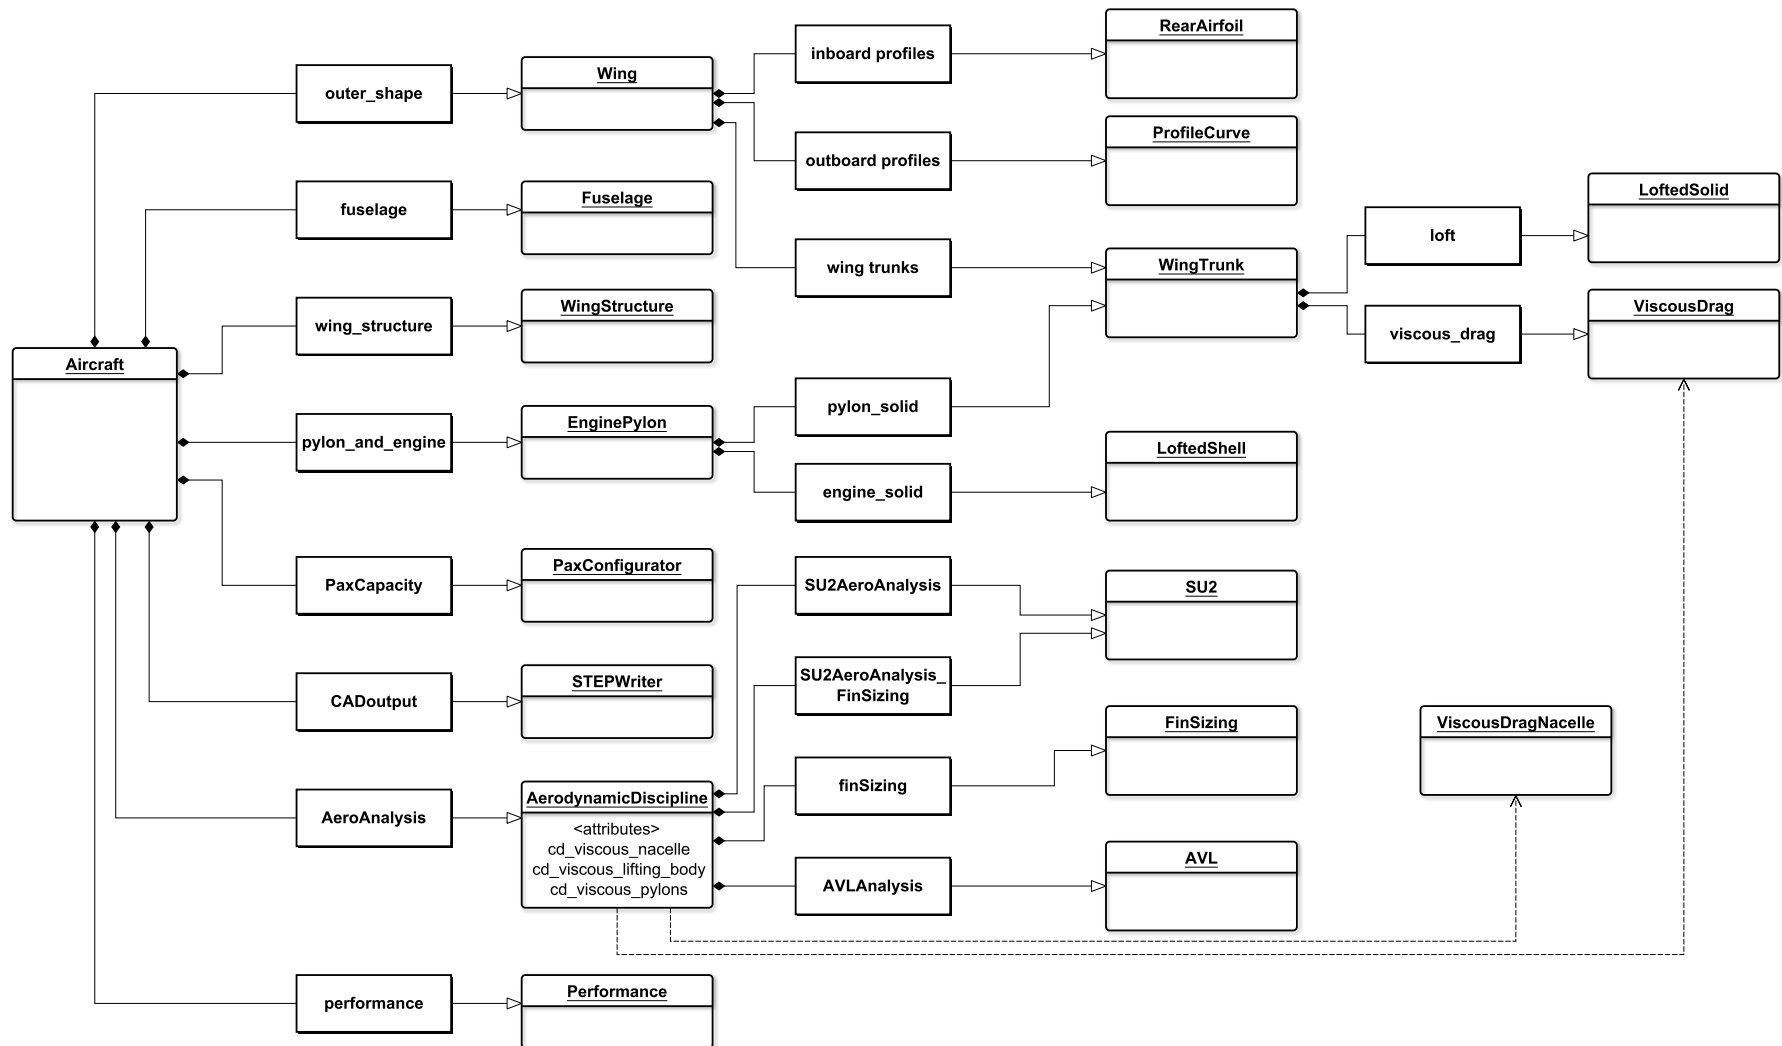 RearAirfoil
inboard profiles
Wing
outer_shape
ProfileCurve
outboard profiles
LoftedSolid
Fuselage
fuselage
loft
WingTrunk
wing trunks
WingStructure
ViscousDrag
wing_structure
viscous_drag
Aircraft
pylon_solid
EnginePylon
pylon_and_engine
LoftedShell
engine_solid
PaxConfigurator
PaxCapacity
SU2AeroAnalysis
SU2
SU2AeroAnalysis_
FinSizing
STEPWriter
CADoutput
FinSizing
ViscousDragNacelle
finSizing
AerodynamicDiscipline
AeroAnalysis
<attributes>
cd_viscous_nacelle
cd_viscous_lifting_body
cd_viscous_pylons
AVL
AVLAnalysis
Performance
performance